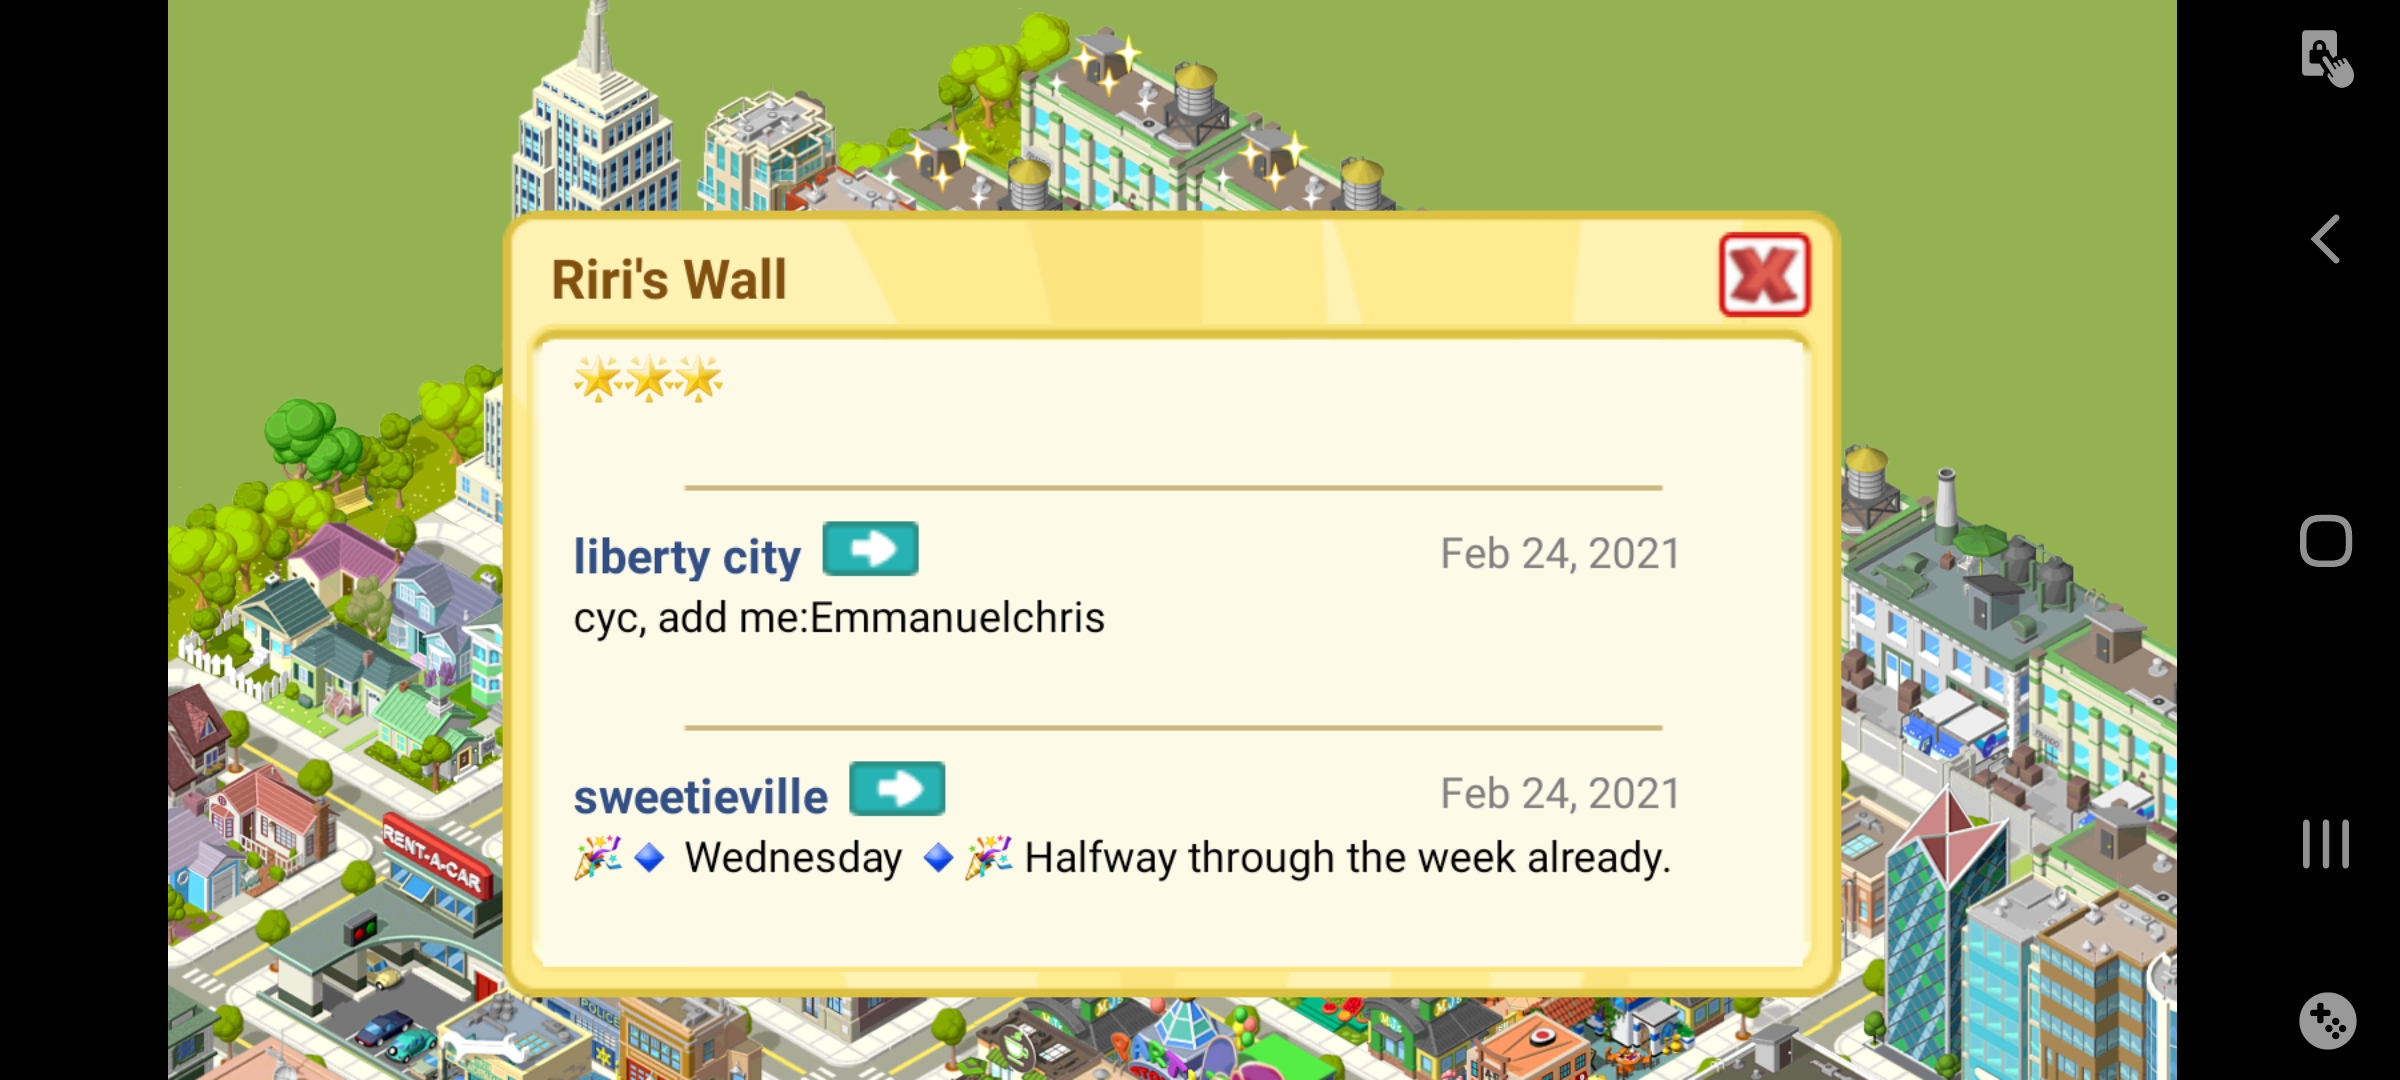 Riri's Wall
🌟🌟🌟
liberty city
Feb 24, 2021
cyc, add me:Emmanuelchris
sweetieville
Feb 24, 2021
🎉🔹 Wednesday 🔹🎉 Halfway through the week already.
RENT-A-CAR
POLICE